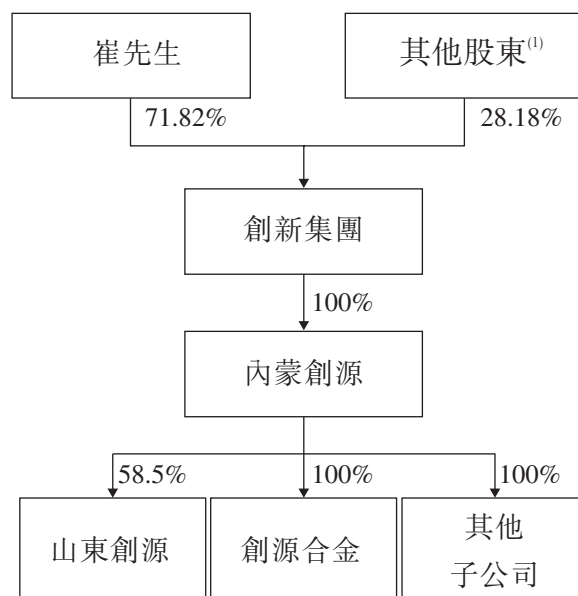 崔先生
其他股東(1)
71.82%
28.18%
創新集團
100%
內蒙創源
58.5%
100%
100%
山東創源
創源合金
其他
子公司